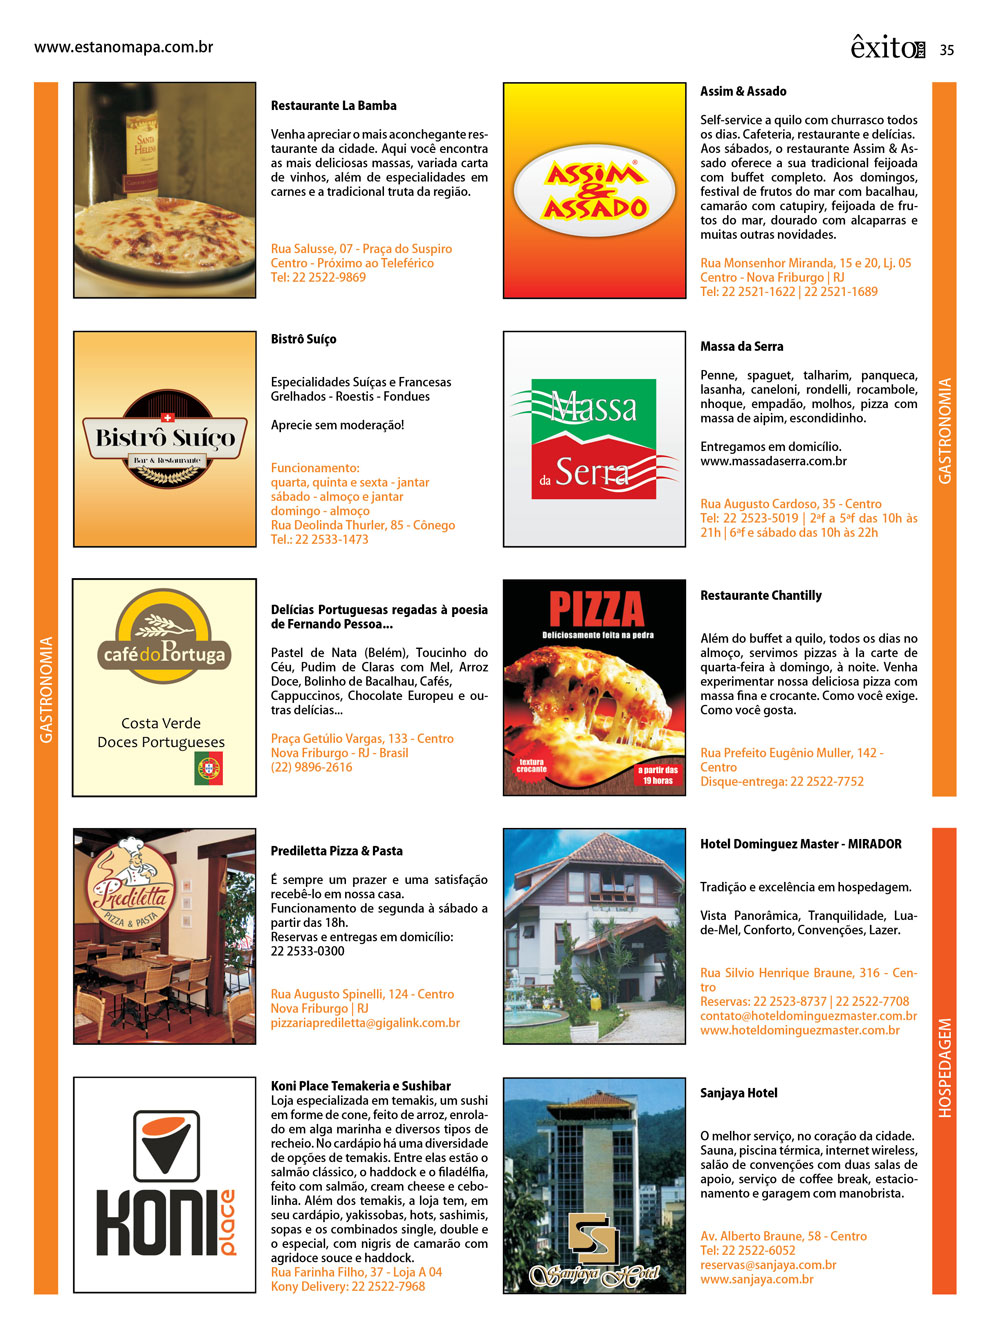 www.estanomapa.com.br
êxito
RIO
35
GASTRONOMIA
SANTA
HELENA
Restaurante La Bamba
Venha apreciar o mais aconchegante res-
taurante da cidade. Aqui você encontra
as mais deliciosas massas, variada carta
de vinhos, além de especialidades em
carnes e a tradicional truta da região.
Rua Salusse, 07 - Praça do Suspiro
Centro - Próximo ao Teleférico
Tel: 22 2522-9869
Bistrô Suíço
Bar & Restaurante
Bistrô Suíço
Especialidades Suíças e Francesas
Grelhados - Roestis - Fondues
Aprecie sem moderação!
Funcionamento:
quarta, quinta e sexta - jantar
sábado - almoço e jantar
domingo - almoço
Rua Deolinda Thurler, 85 - Cônego
Tel.: 22 2533-1473
café do Portuga
Costa Verde
Doces Portugueses
Delícias Portuguesas regadas à poesia
de Fernando Pessoa...
Pastel de Nata (Belém), Toucinho do
Céu, Pudim de Claras com Mel, Arroz
Doce, Bolinho de Bacalhau, Cafés,
Cappuccinos, Chocolate Europeu e ou-
tras delícias...
Praça Getúlio Vargas, 133 - Centro
Nova Friburgo - RJ - Brasil
(22) 9896-2616
Prediletta
PIZZA & PASTA
Prediletta Pizza & Pasta
É sempre um prazer e uma satisfação
recebê-lo em nossa casa.
Funcionamento de segunda à sábado a
partir das 18h.
Reservas e entregas em domicílio:
22 2533-0300
Rua Augusto Spinelli, 124 - Centro
Nova Friburgo | RJ
pizzariaprediletta@gigalink.com.br
KONI
place
Koni Place Temakeria e Sushibar
Loja especializada em temakis, um sushi
em forme de cone, feito de arroz, enrola-
do em alga marinha e diversos tipos de
recheio. No cardápio há uma diversidade
de opções de temakis. Entre elas estão o
salmão clássico, o haddock e o filadélfia,
feito com salmão, cream cheese e cebo-
linha. Além dos temakis, a loja tem, em
seu cardápio, yakissobas, hots, sashimis,
sopas e os combinados single, double e
o especial, com nigris de camarão com
agridoce souce e haddock.
Rua Farinha Filho, 37 - Loja A 04
Kony Delivery: 22 2522-7968
ASSIM
&
ASSADO
Assim & Assado
Self-service a quilo com churrasco todos
os dias. Cafeteria, restaurante e delícias.
Aos sábados, o restaurante Assim & As-
sado oferece a sua tradicional feijoada
com buffet completo. Aos domingos,
festival de frutos do mar com bacalhau,
camarão com catupiry, feijoada de fru-
tos do mar, dourado com alcaparras e
muitas outras novidades.
Rua Monsenhor Miranda, 15 e 20, Lj. 05
Centro - Nova Friburgo | RJ
Tel: 22 2521-1622 | 22 2521-1689
Massa
da Serra
Massa da Serra
Penne, spaguet, talharim, panqueca,
lasanha, caneloni, rondelli, rocambole,
nhoque, empadão, molhos, pizza com
massa de aipim, escondidinho.
Entregamos em domicílio.
www.massadaserra.com.br
Rua Augusto Cardoso, 35 - Centro
Tel: 22 2523-5019 | 2ªf a 5ªf das 10h às
21h | 6ªf e sábado das 10h às 22h
PIZZA
Deliciosamente feita na pedra
textura
crocante
a partir das
19 horas
Restaurante Chantilly
Além do buffet a quilo, todos os dias no
almoço, servimos pizzas à la carte de
quarta-feira à domingo, à noite. Venha
experimentar nossa deliciosa pizza com
massa fina e crocante. Como você exige.
Como você gosta.
Rua Prefeito Eugênio Muller, 142 -
Centro
Disque-entrega: 22 2522-7752
GASTRONOMIA
Hotel Dominguez Master - MIRADOR
Tradição e excelência em hospedagem.
Vista Panorâmica, Tranquilidade, Lua-
de-Mel, Conforto, Convenções, Lazer.
Rua Silvio Henrique Braune, 316 - Cen-
tro
Reservas: 22 2523-8737 | 22 2522-7708
contato@hoteldominguezmaster.com.br
www.hoteldominguezmaster.com.br
Sanjaya Hotel
Sanjaya Hotel
O melhor serviço, no coração da cidade.
Sauna, piscina térmica, internet wireless,
salão de convenções com duas salas de
apoio, serviço de coffee break, estacio-
namento e garagem com manobrista.
Av. Alberto Braune, 58 - Centro
Tel: 22 2522-6052
reservas@sanjaya.com.br
www.sanjaya.com.br
HOSPEDAGEM